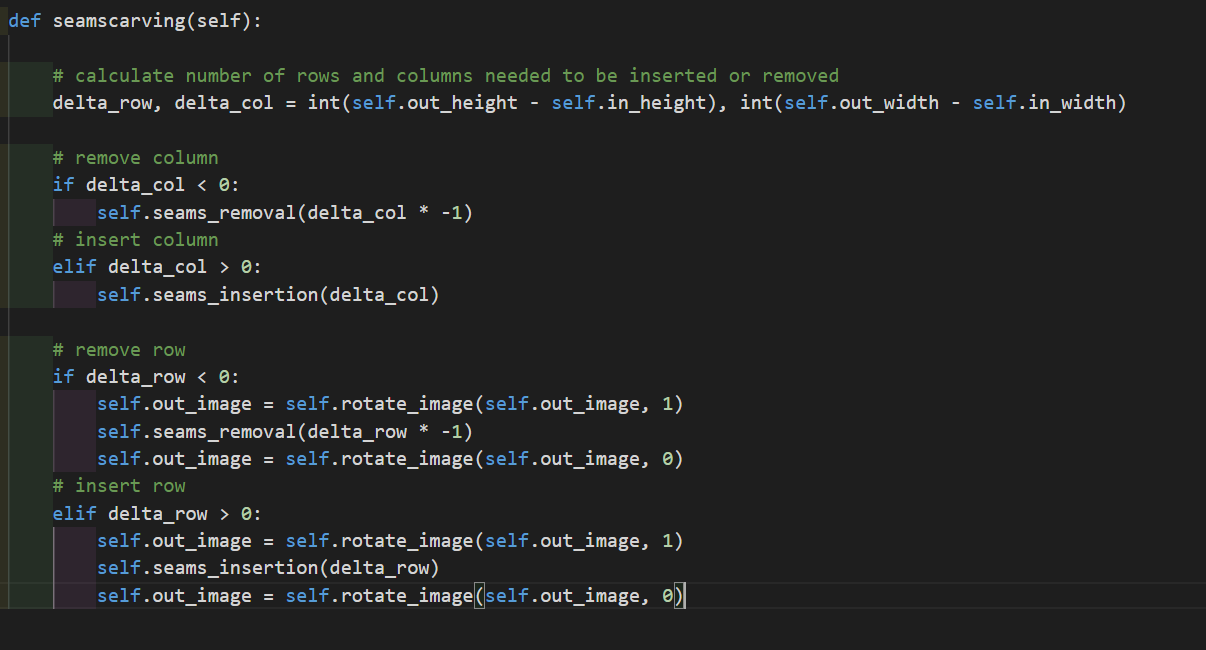 def seamscarving(self):
# calculate number of rows and columns needed to be inserted or removed
delta_row, delta_col = int(self.out_height - self.in_height), int(self.out_width - self.in_width)
# remove column
if delta_col < 0:
self.seams_removal(delta_col * -1)
# insert column
elif delta_col > 0:
self.seams_insertion(delta_col)
# remove row
if delta_row < 0:
self.out_image = self.rotate_image(self.out_image, 1)
self.seams_removal(delta_row * -1)
self.out_image = self.rotate_image(self.out_image, 0)
# insert row
elif delta_row > 0:
self.out_image = self.rotate_image(self.out_image, 1)
self.seams_insertion(delta_row)
self.out_image = self.rotate_image(self.out_image, 0)